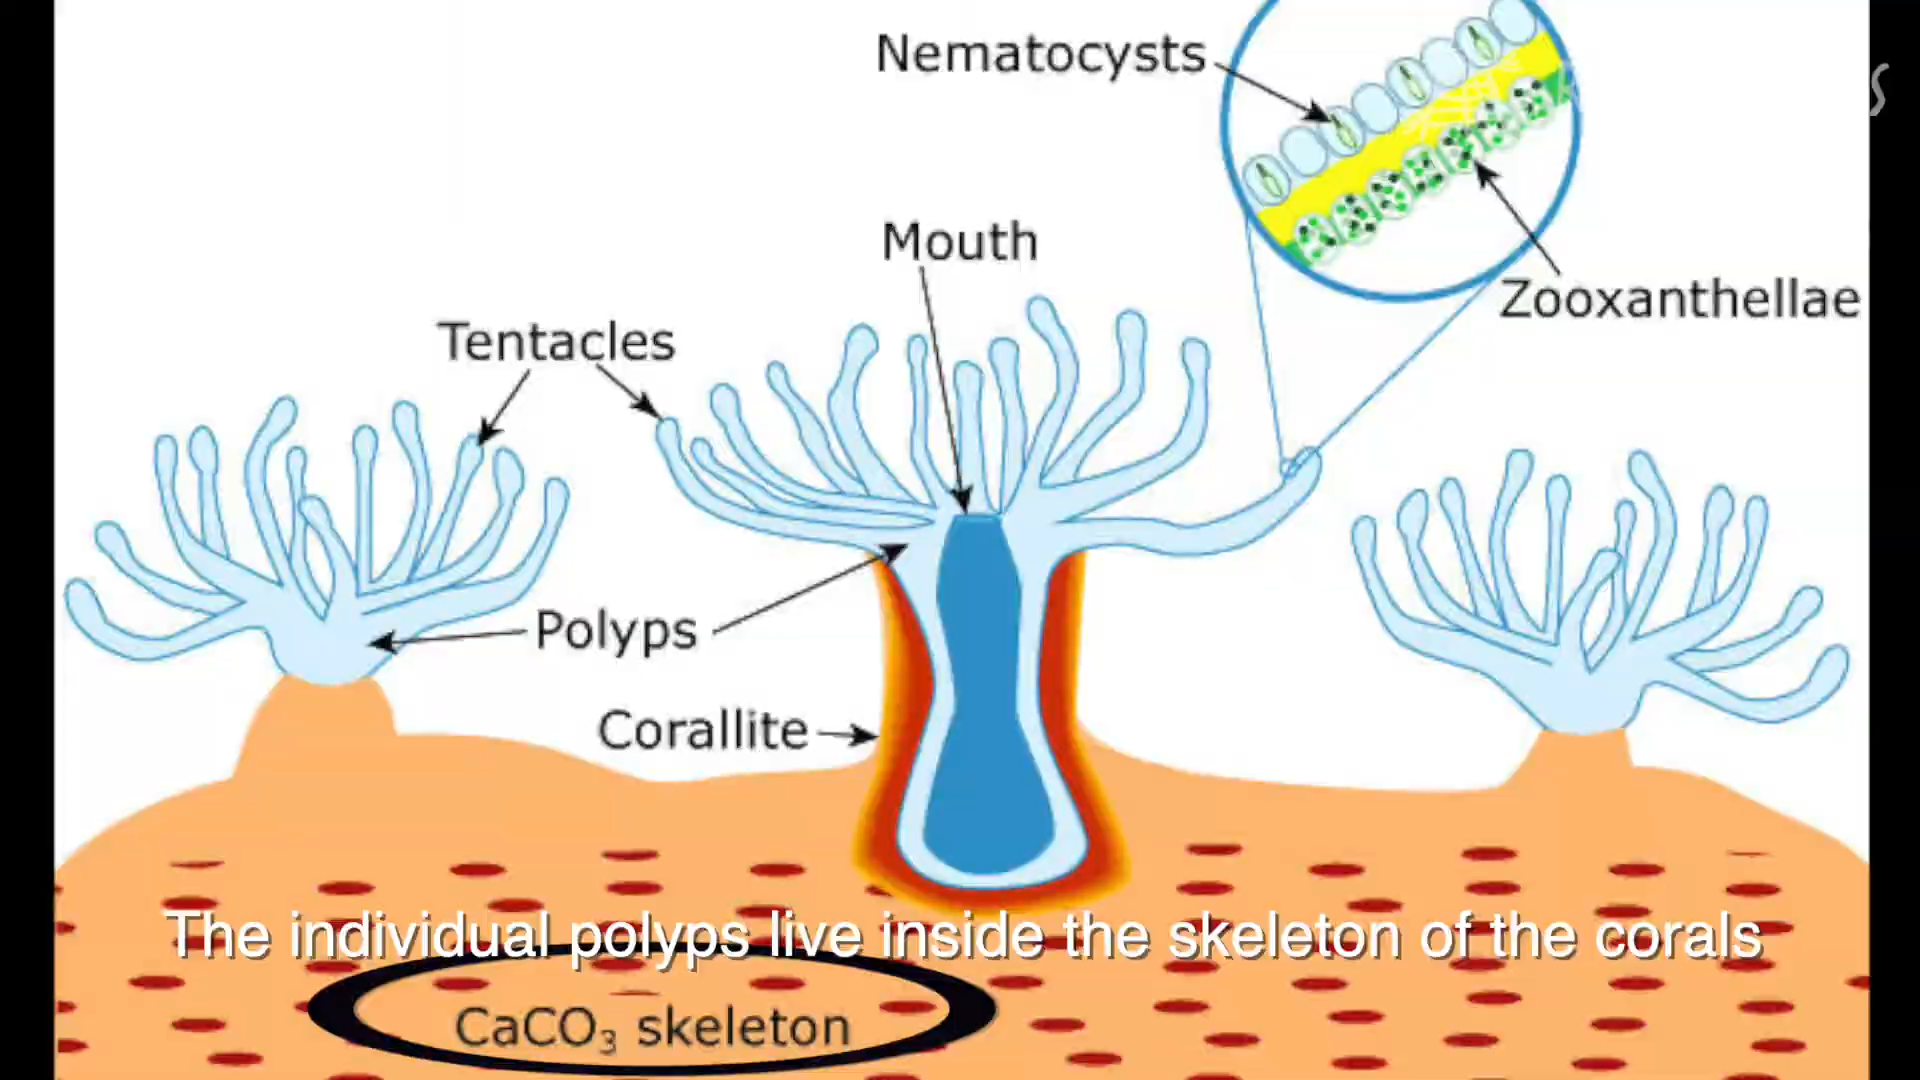 Nematocysts
Mouth
Zooxanthellae
Tentacles
Polyps
Corallite
The individual polyps live inside the skeleton of the corals
CaCO₃ skeleton